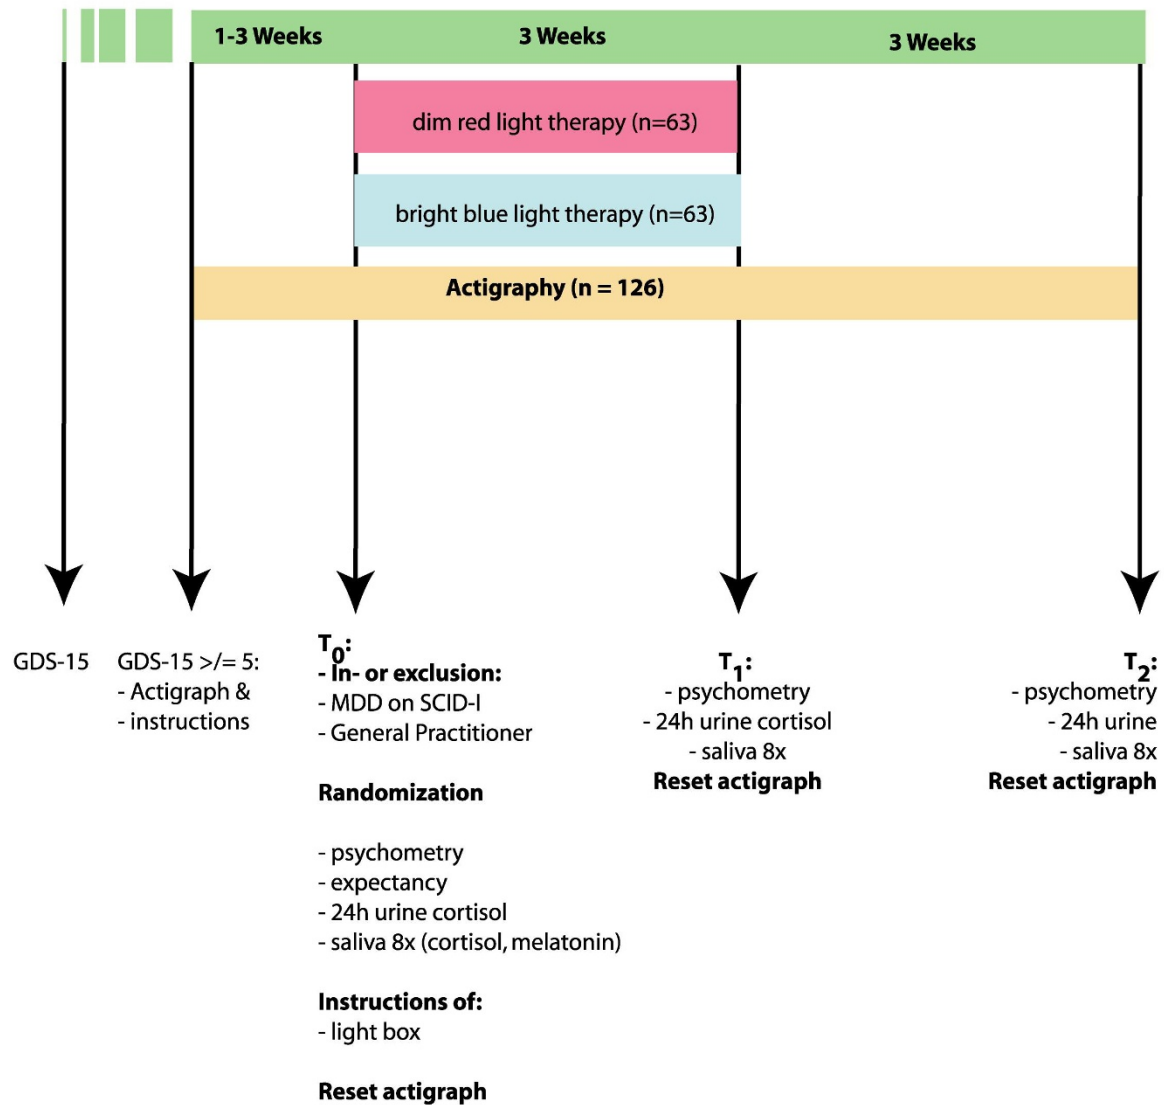 1-3 Weeks
3 Weeks
3 Weeks
dim red light therapy (n=63)
bright blue light therapy (n=63)
Actigraphy (n = 126)
GDS-15
GDS-15 >/= 5:
- Actigraph &
- instructions
T0:
- In- or exclusion:
- MDD on SCID-I
- General Practitioner
Randomization
- psychometry
- expectancy
- 24h urine cortisol
- saliva 8x (cortisol, melatonin)
Instructions of:
- light box
Reset actigraph
T1:
- psychometry
- 24h urine cortisol
- saliva 8x
Reset actigraph
T2:
- psychometry
- 24h urine
- saliva 8x
Reset actigraph